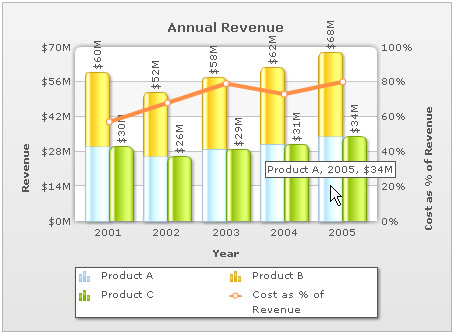 Annual Revenue
$70M
$56M
$42M
$28M
$14M
$0M
Revenue
$60M
$30M
$52M
$26M
$58M
$29M
$62M
$31M
$68M
$34M
Product A, 2005, $34M
100%
80%
60%
40%
20%
0%
Cost as % of Revenue
2001
2002
2003
2004
2005
Year
Product A
Product B
Product C
Cost as % of
Revenue